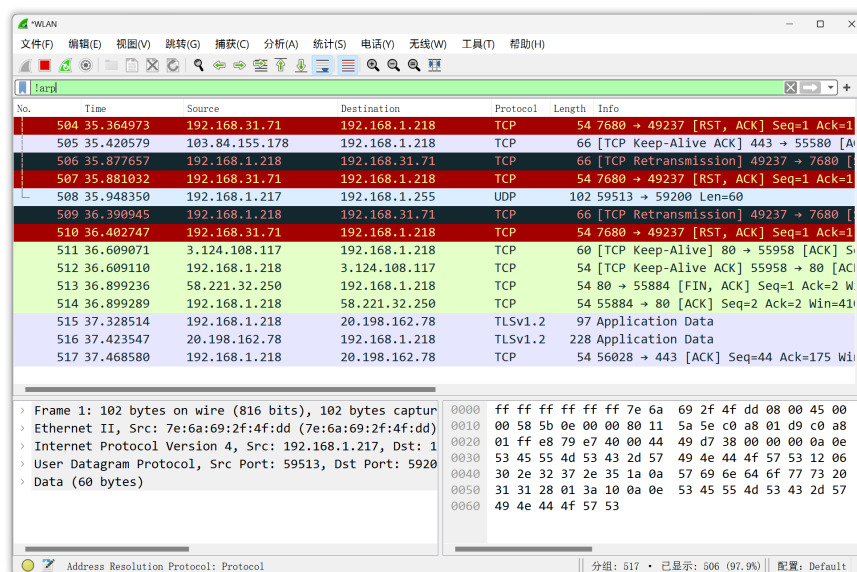 *WLAN
文件(F) 编辑(E) 视图(V) 跳转(G) 捕获(C) 分析(A) 统计(S) 电话(Y) 无线(W) 工具(T) 帮助(H)
!arp
No. Time Source Destination Protocol Length Info
504 35.364973 192.168.31.71 192.168.1.218 TCP 54 7680 → 49237 [RST, ACK] Seq=1 Ack=1
505 35.420579 103.84.155.178 192.168.1.218 TCP 66 [TCP Keep-Alive ACK] 443 → 55580 [A
506 35.877657 192.168.1.218 192.168.31.71 TCP 66 [TCP Retransmission] 49237 → 7680 [
507 35.881032 192.168.31.71 192.168.1.218 TCP 54 7680 → 49237 [RST, ACK] Seq=1 Ack=1
508 35.948350 192.168.1.217 192.168.1.255 UDP 102 59513 → 59200 Len=60
509 36.390945 192.168.1.218 192.168.31.71 TCP 66 [TCP Retransmission] 49237 → 7680 [
510 36.402747 192.168.31.71 192.168.1.218 TCP 54 7680 → 49237 [RST, ACK] Seq=1 Ack=1
511 36.609071 3.124.108.117 192.168.1.218 TCP 60 [TCP Keep-Alive] 80 → 55958 [ACK] S
512 36.609110 192.168.1.218 3.124.108.117 TCP 54 [TCP Keep-Alive ACK] 55958 → 80 [AC
513 36.899236 58.221.32.250 192.168.1.218 TCP 54 80 → 55884 [FIN, ACK] Seq=1 Ack=2 W
514 36.899289 192.168.1.218 58.221.32.250 TCP 54 55884 → 80 [ACK] Seq=2 Ack=2 Win=41
515 37.328514 192.168.1.218 20.198.162.78 TLSv1.2 97 Application Data
516 37.423547 20.198.162.78 192.168.1.218 TLSv1.2 228 Application Data
517 37.468580 192.168.1.218 20.198.162.78 TCP 54 56028 → 443 [ACK] Seq=44 Ack=175 Wi
Frame 1: 102 bytes on wire (816 bits), 102 bytes captur
Ethernet II, Src: 7e:6a:69:2f:4f:dd (7e:6a:69:2f:4f:dd)
Internet Protocol Version 4, Src: 192.168.1.217, Dst: 1
User Datagram Protocol, Src Port: 59513, Dst Port: 5920
Data (60 bytes)
0000 ff ff ff ff ff ff 7e 6a 69 2f 4f dd 08 00 45 00
0010 00 58 5b 0e 00 00 80 11 5a 5e c0 a8 01 d9 c0 a8
0020 01 ff e8 79 e7 40 00 44 49 d7 38 00 00 00 0a 0e
0030 53 45 55 4d 53 43 2d 57 49 4e 44 4f 57 53 12 06
0040 30 2e 32 37 2e 35 1a 0a 57 69 6e 64 6f 77 73 20
0050 31 31 28 01 3a 10 0a 0e 53 45 55 4d 53 43 2d 57
0060 49 4e 44 4f 57 53
Address Resolution Protocol: Protocol 分组: 517 · 已显示: 506 (97.9%) 配置: Default